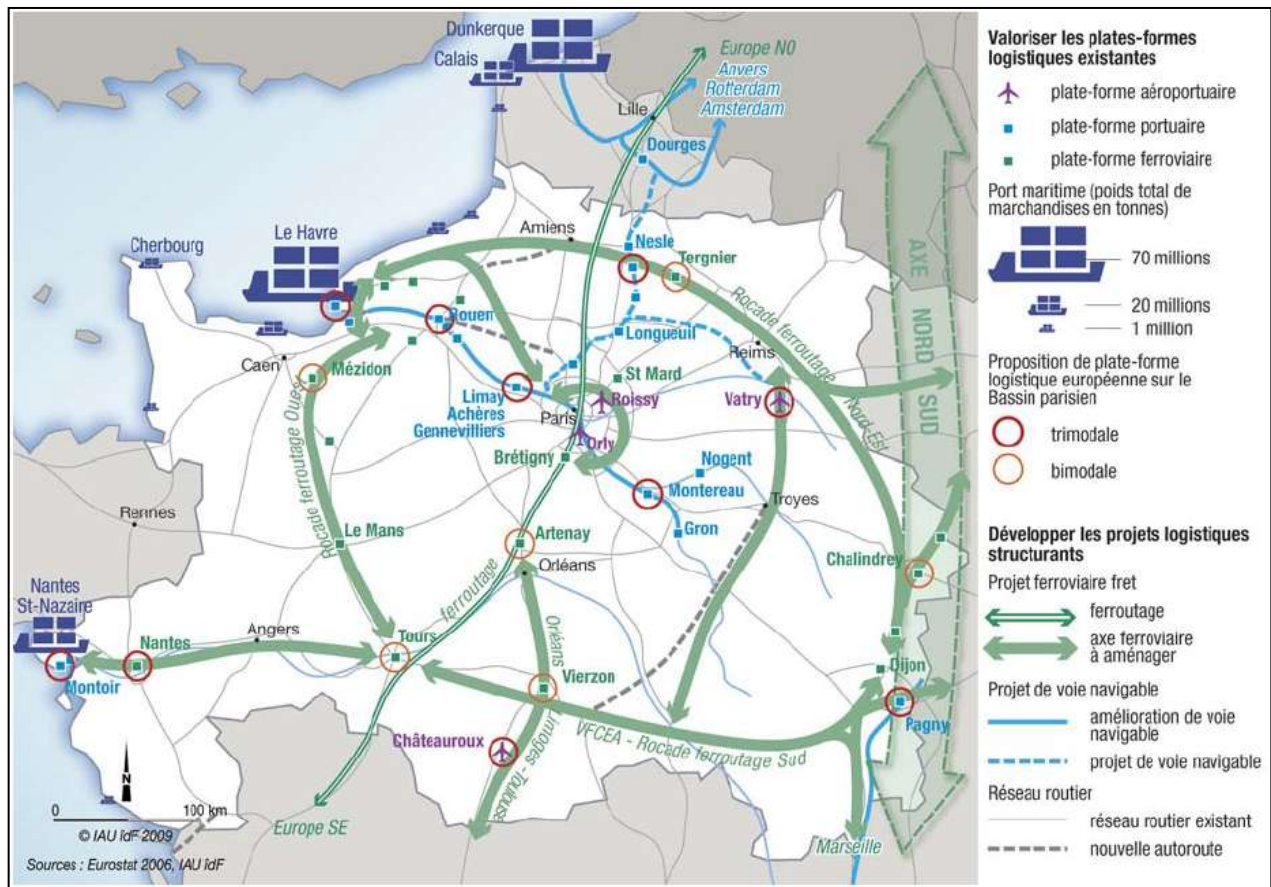 Dunkerque
Calais
Europe N0
Anvers
Rotterdam
Amsterdam
Lille
Dourges
Cherbourg
Le Havre
Amiens
Nesle
Tergnier
Rouen
Longueuil
Rocade ferroutage
Nord-Est
Reims
Caen
Mézidon
Limay
Achères
Gennevilliers
St Mard
Paris
Roissy
Vatry
Orly
Brétigny
Nogent
Montereau
Gron
Troyes
Rocade ferroutage Ouest
Rennes
Le Mans
Artenay
Orléans
ferroutage
Chalindrey
Nantes
St-Nazaire
Nantes
Angers
Tours
Orléans
Vierzon
Dijon
Montoir
Pagny
Châteauroux
Limoges - Toulouse
VFCEA - Rocade ferroutage Sud
Europe SE
Marseille
AXE NORD SUD
N
0
100 km
© IAU îdF 2009
Sources : Eurostat 2006, IAU îdF
Valoriser les plates-formes
logistiques existantes
plate-forme aéroportuaire
plate-forme portuaire
plate-forme ferroviaire
Port maritime (poids total de
marchandises en tonnes)
70 millions
20 millions
1 million
Proposition de plate-forme
logistique européenne sur le
Bassin parisien
trimodale
bimodale
Développer les projets logistiques
structurants
Projet ferroviaire fret
ferroutage
axe ferroviaire
à aménager
Projet de voie navigable
amélioration de voie
navigable
projet de voie navigable
Réseau routier
réseau routier existant
nouvelle autoroute